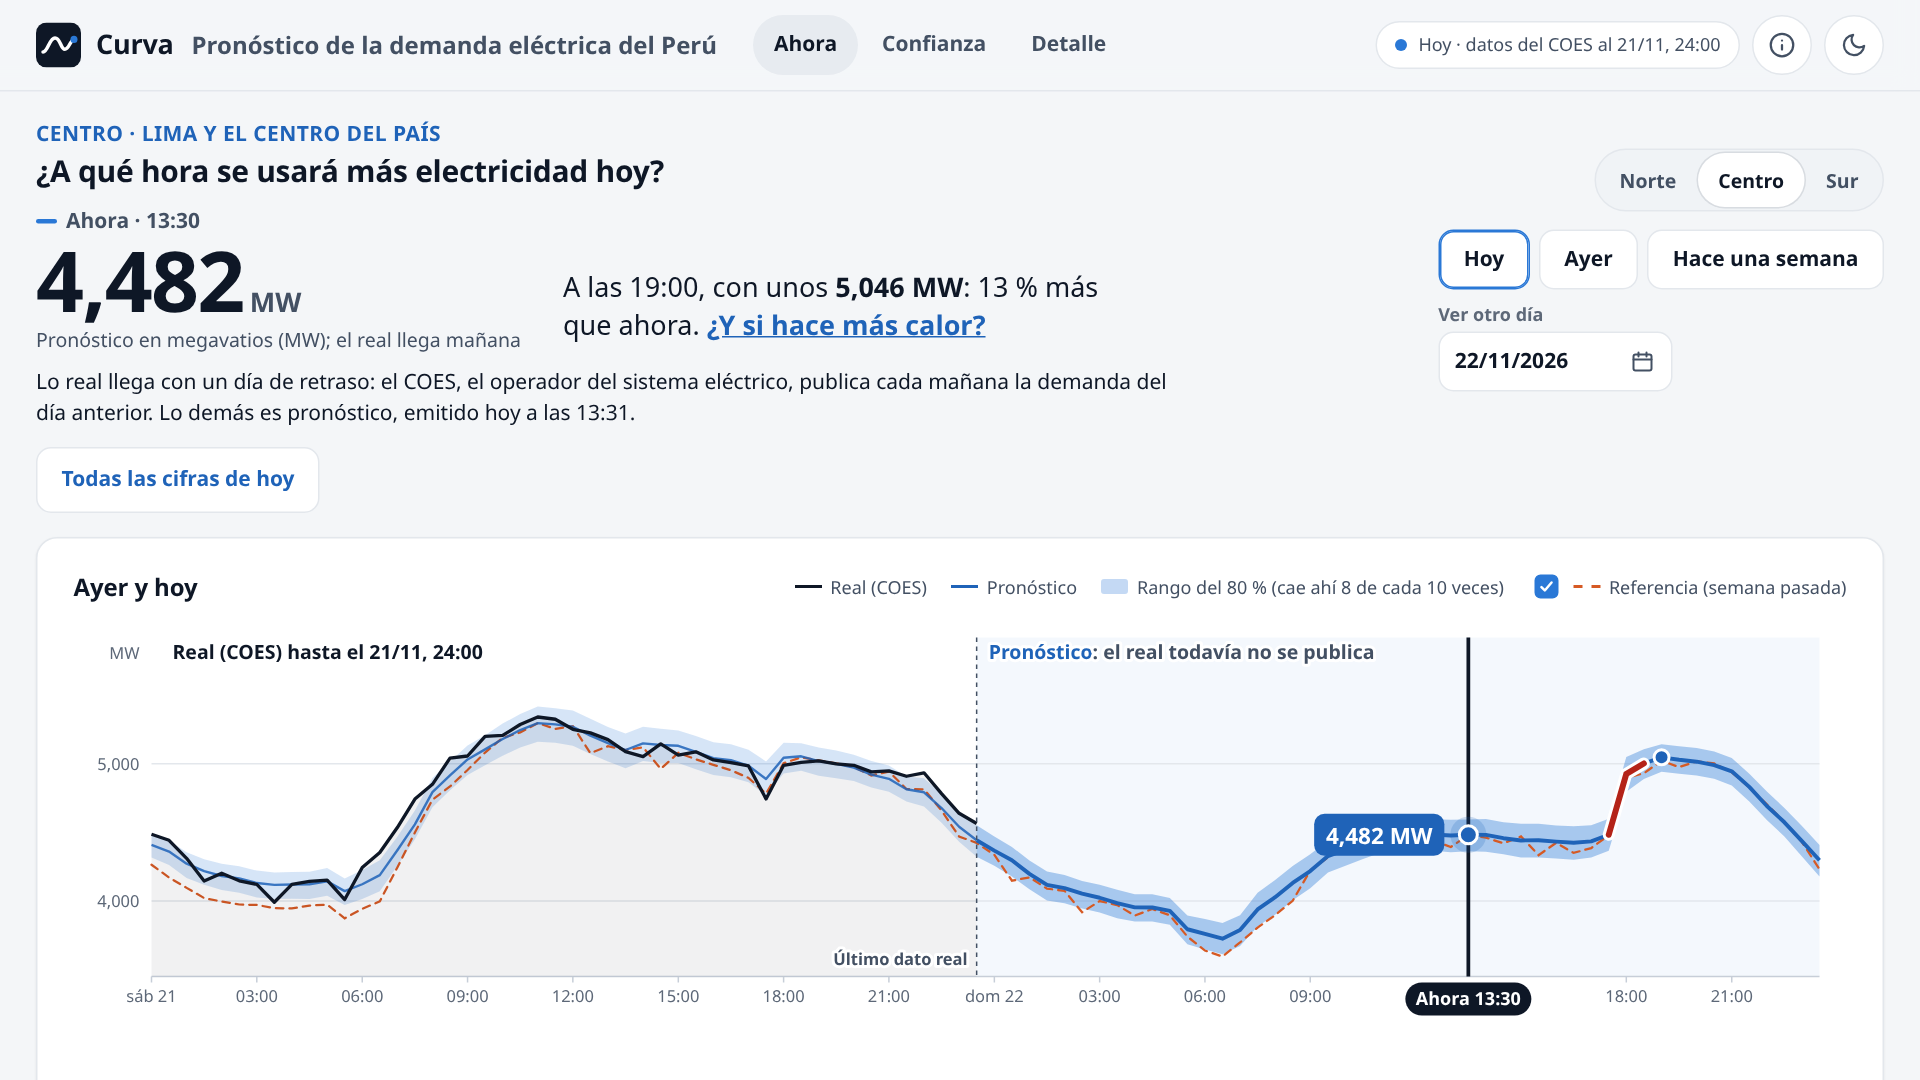 Curva
Pronóstico de la demanda eléctrica del Perú
Ahora
Confianza
Detalle
Hoy · datos del COES al 21/11, 24:00
CENTRO · LIMA Y EL CENTRO DEL PAÍS
¿A qué hora se usará más electricidad hoy?
Norte
Centro
Sur
Ahora · 13:30
4,482 MW
Pronóstico en megavatios (MW); el real llega mañana
A las 19:00, con unos 5,046 MW: 13 % más
que ahora. ¿Y si hace más calor?
Hoy
Ayer
Hace una semana
Ver otro día
22/11/2026
Lo real llega con un día de retraso: el COES, el operador del sistema eléctrico, publica cada mañana la demanda del
día anterior. Lo demás es pronóstico, emitido hoy a las 13:31.
Todas las cifras de hoy
Ayer y hoy
Real (COES)
Pronóstico
Rango del 80 % (cae ahí 8 de cada 10 veces)
Referencia (semana pasada)
MW
Real (COES) hasta el 21/11, 24:00
Pronóstico: el real todavía no se publica
5,000
4,482 MW
4,000
Último dato real
sáb 21
03:00
06:00
09:00
12:00
15:00
18:00
21:00
dom 22
03:00
06:00
09:00
Ahora 13:30
18:00
21:00